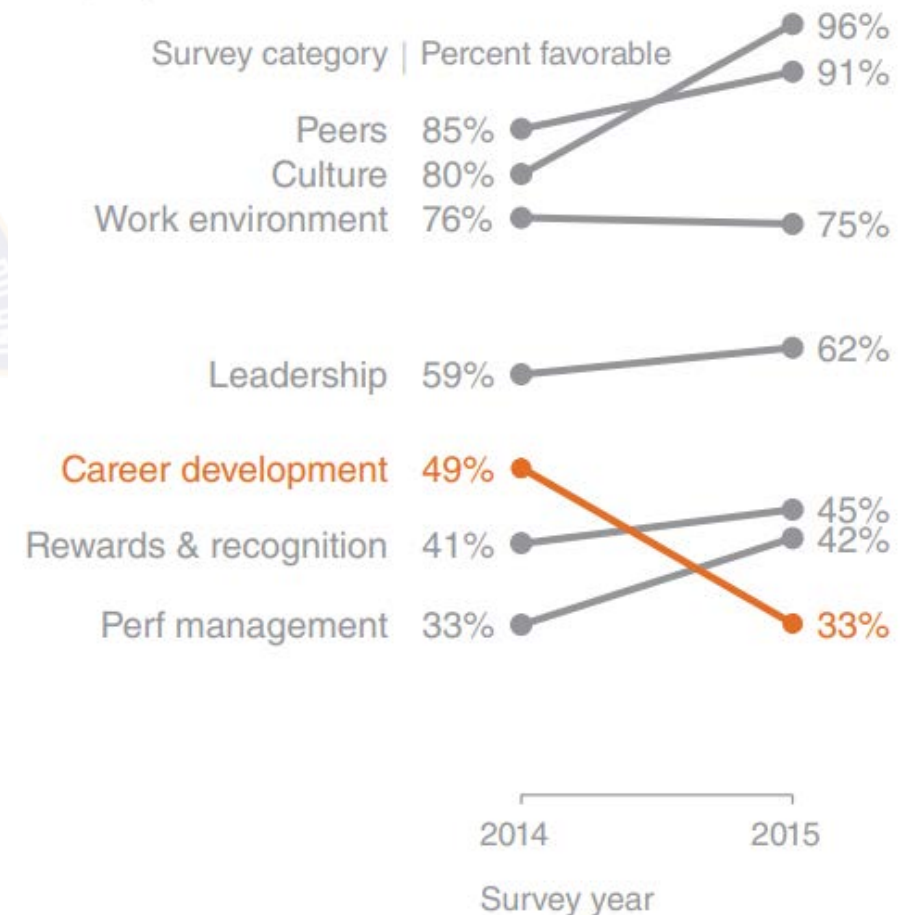 96%
Survey category | Percent favorable
91%
Peers 85%
Culture 80%
Work environment 76% 75%
Leadership 59% 62%
Career development 49%
45%
Rewards & recognition 41% 42%
Perf management 33% 33%
2014 2015
Survey year